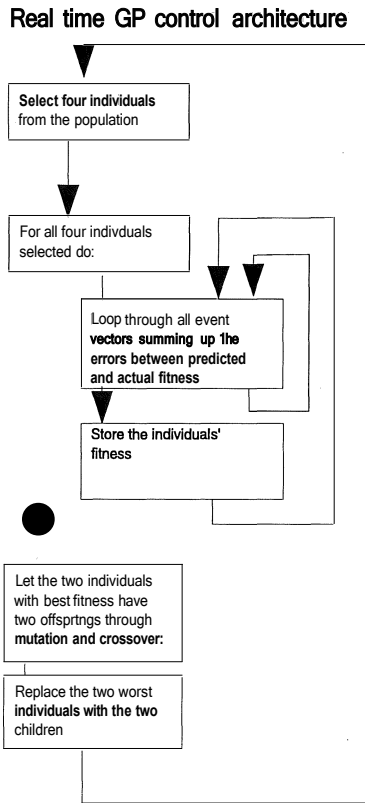 Real time GP control architecture
Select four individuals
from the population
For all four indivduals
selected do:
Loop through all event
vectors summing up 1he
errors between predicted
and actual fitness
Store the individuals'
fitness
Let the two individuals
with best fitness have
two offsprtngs through
mutation and crossover:
Replace the two worst
individuals with the two
children